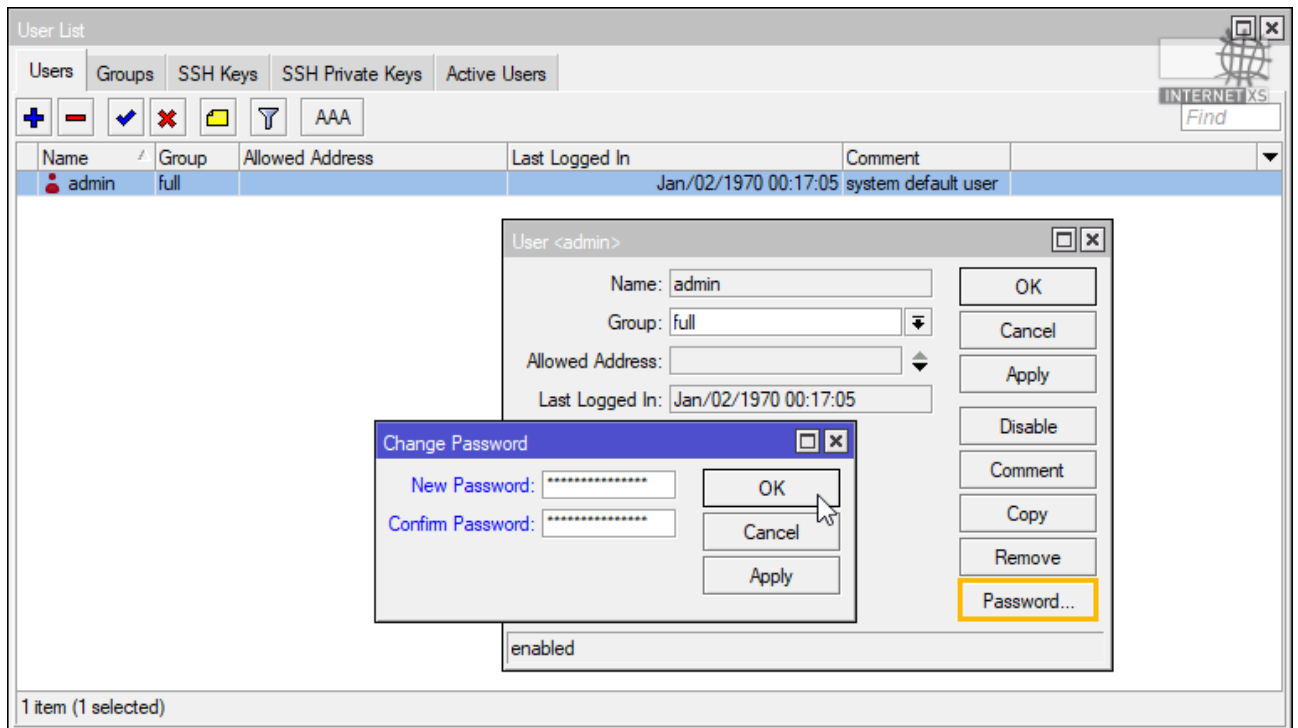 User List
Users Groups SSH Keys SSH Private Keys Active Users
INTERNET XS
AAA Find
Name Group Allowed Address Last Logged In Comment
admin full Jan/02/1970 00:17:05 system default user
User <admin>
Name: admin OK
Group: full Cancel
Allowed Address: Apply
Last Logged In: Jan/02/1970 00:17:05
Disable
Change Password
Comment
New Password: *************** OK
Copy
Confirm Password: *************** Cancel
Remove
Apply
Password...
enabled
1 item (1 selected)